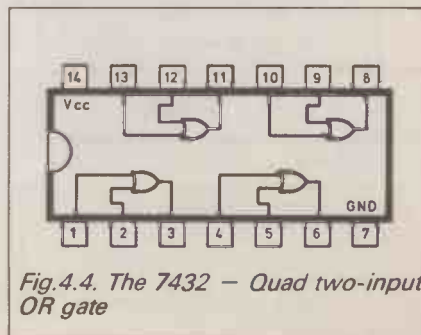 14 13 12 11 10 9 8
Vcc
GND
1 2 3 4 5 6 7
Fig.4.4. The 7432 — Quad two-input
OR gate